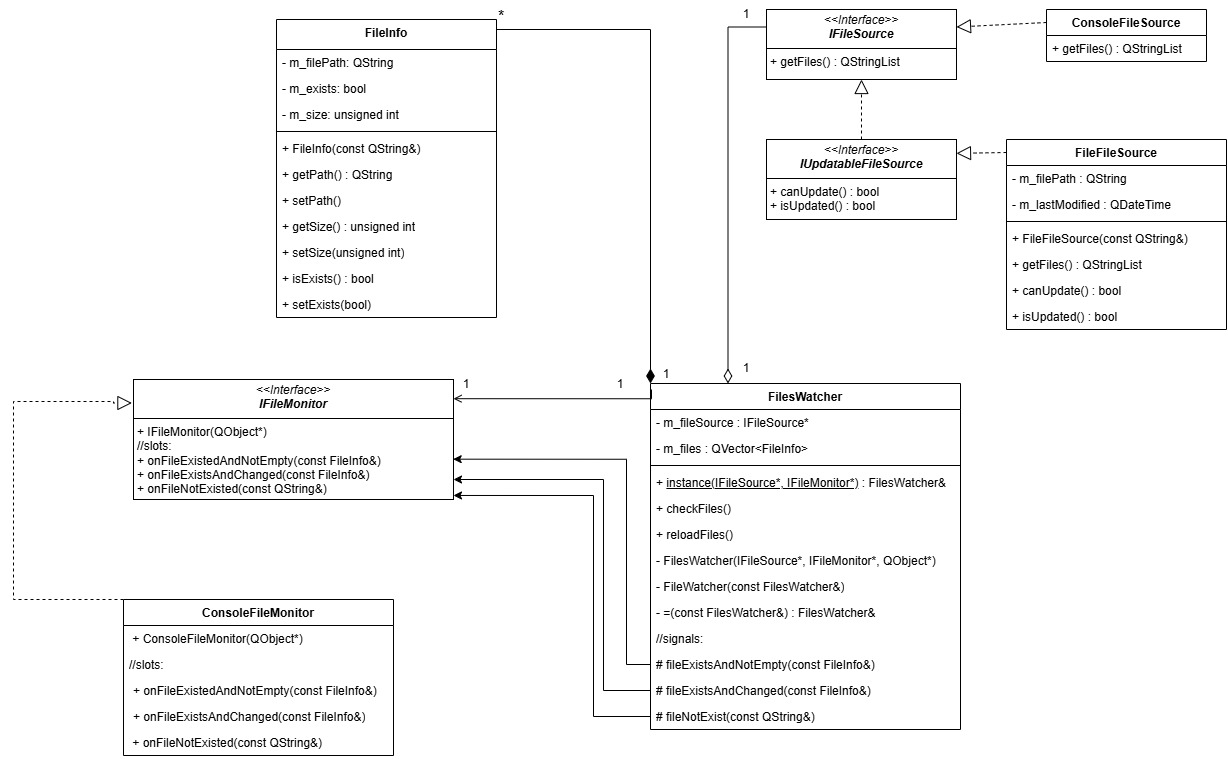 *
FileInfo
- m_filePath: QString
- m_exists: bool
- m_size: unsigned int
+ FileInfo(const QString&)
+ getPath() : QString
+ setPath()
+ getSize() : unsigned int
+ setSize(unsigned int)
+ isExists() : bool
+ setExists(bool)
1
<<Interface>>
IFileSource
+ getFiles() : QStringList
ConsoleFileSource
+ getFiles() : QStringList
<<Interface>>
IUpdatableFileSource
+ canUpdate() : bool
+ isUpdated() : bool
FileFileSource
- m_filePath : QString
- m_lastModified : QDateTime
+ FileFileSource(const QString&)
+ getFiles() : QStringList
+ canUpdate() : bool
+ isUpdated() : bool
<<Interface>>
IFileMonitor
+ IFileMonitor(QObject*)
//slots:
+ onFileExistedAndNotEmpty(const FileInfo&)
+ onFileExistsAndChanged(const FileInfo&)
+ onFileNotExisted(const QString&)
1
1
1
1
FilesWatcher
- m_fileSource : IFileSource*
- m_files : QVector<FileInfo>
+ instance(IFileSource*, IFileMonitor*) : FilesWatcher&
+ checkFiles()
+ reloadFiles()
- FilesWatcher(IFileSource*, IFileMonitor*, QObject*)
- FileWatcher(const FilesWatcher&)
- =(const FilesWatcher&) : FilesWatcher&
//signals:
# fileExistsAndNotEmpty(const FileInfo&)
# fileExistsAndChanged(const FileInfo&)
# fileNotExist(const QString&)
ConsoleFileMonitor
+ ConsoleFileMonitor(QObject*)
//slots:
+ onFileExistedAndNotEmpty(const FileInfo&)
+ onFileExistsAndChanged(const FileInfo&)
+ onFileNotExisted(const QString&)